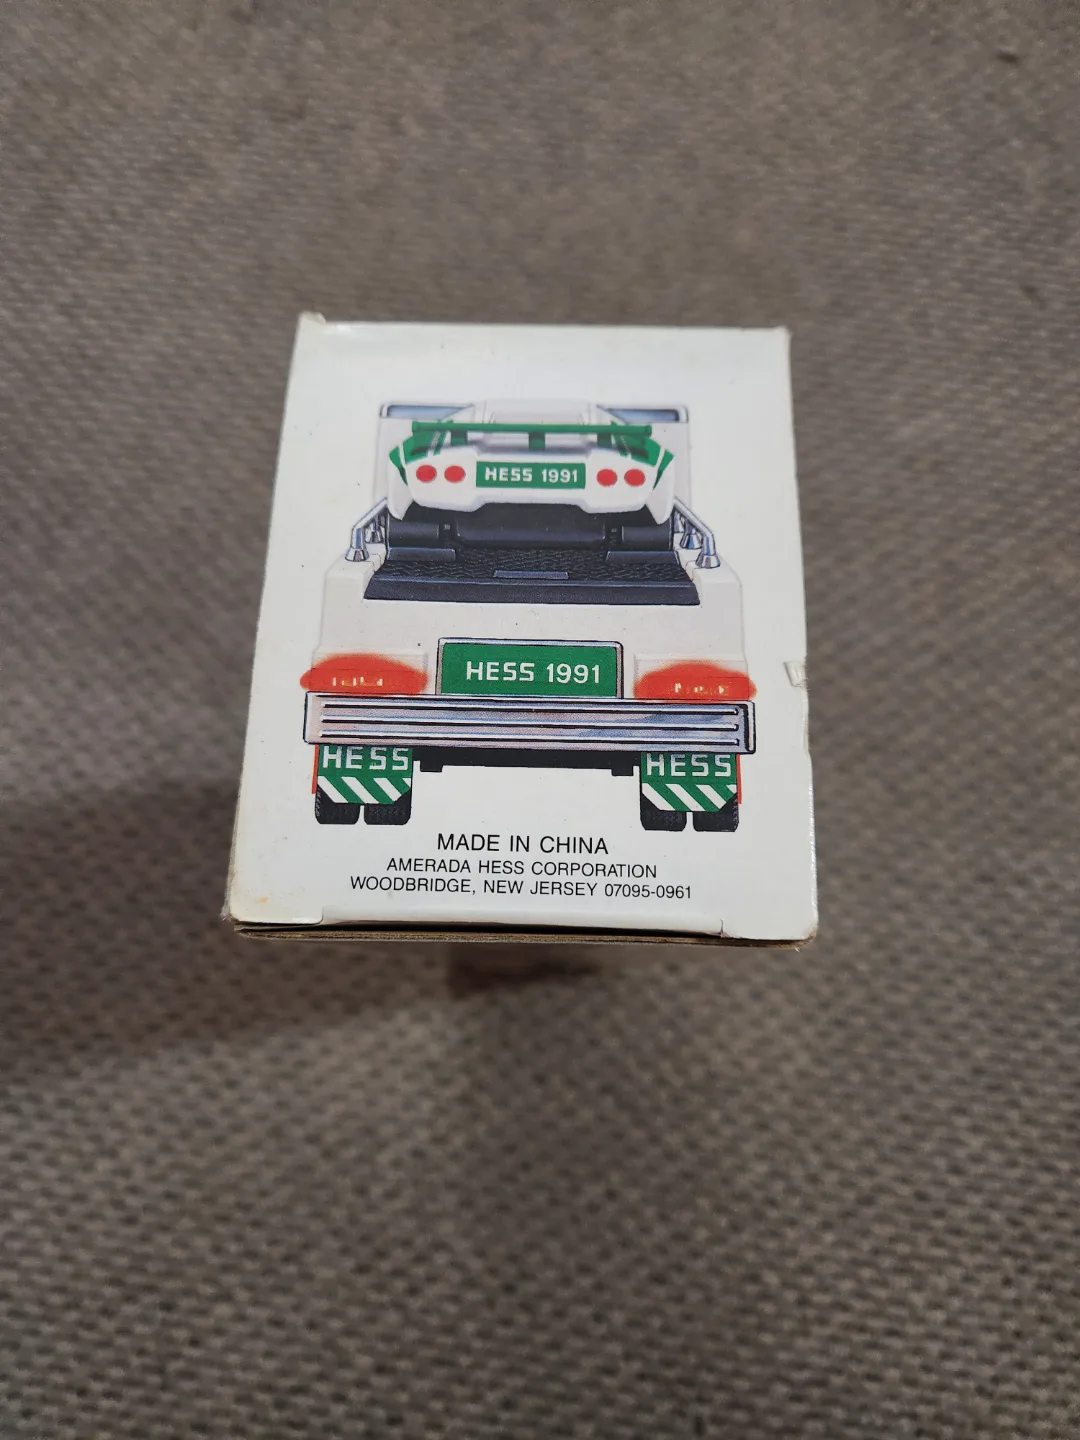 HESS 1991
HESS 1991
HESS HESS
MADE IN CHINA
AMERADA HESS CORPORATION
WOODBRIDGE, NEW JERSEY 07095-0961